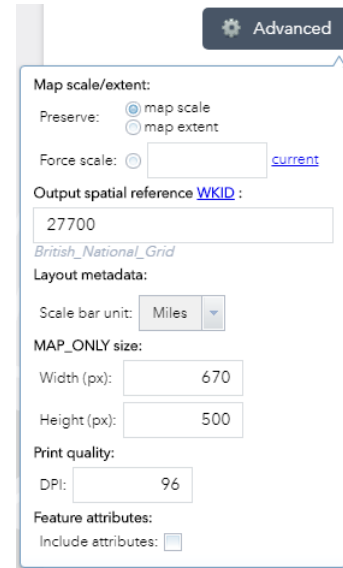 Advanced
Map scale/extent:
Preserve: map scale
map extent
Force scale: current
Output spatial reference WKID :
27700
British_National_Grid
Layout metadata:
Scale bar unit: Miles
MAP_ONLY size:
Width (px): 670
Height (px): 500
Print quality:
DPI: 96
Feature attributes:
Include attributes: